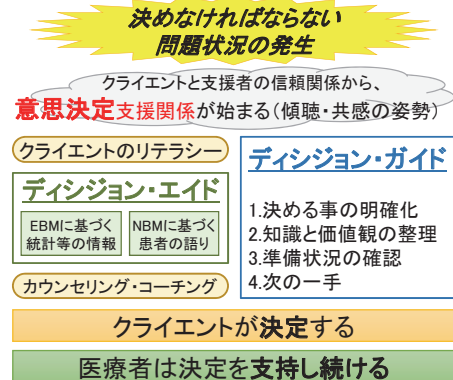 決めなければならない
問題状況の発生
クライエントと支援者の信頼関係から、
意思決定支援関係が始まる(傾聴・共感の姿勢)
クライエントのリテラシー
ディシジョン・エイド
EBMに基づく
統計等の情報
NBMに基づく
患者の語り
カウンセリング・コーチング
ディシジョン・ガイド
1.決める事の明確化
2.知識と価値観の整理
3.準備状況の確認
4.次の一手
クライエントが決定する
医療者は決定を支持し続ける